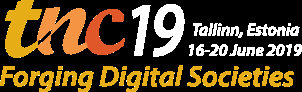 tnc19 Tallinn, Estonia
16-20 June 2019
Forging Digital Societies